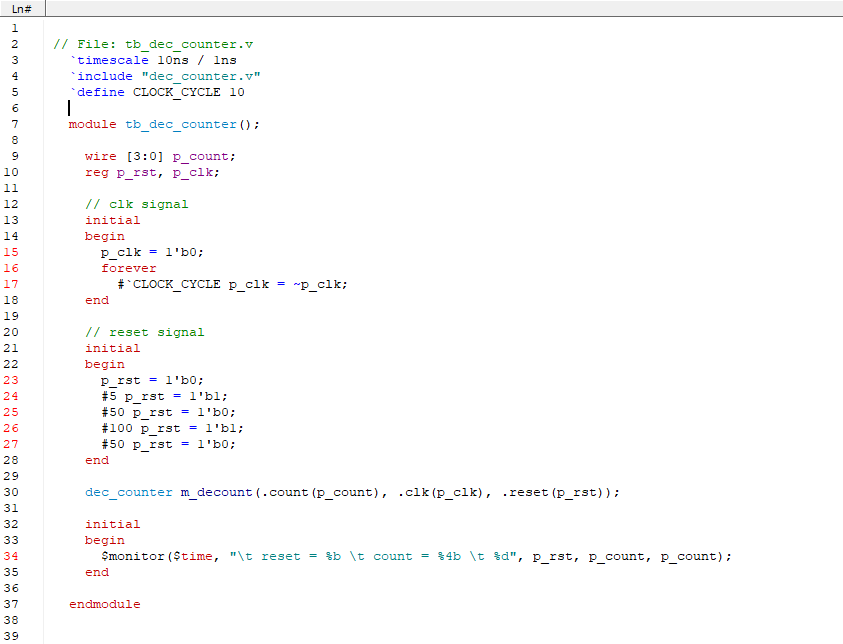 Ln#
1
2 // File: tb_dec_counter.v
3 `timescale 10ns / 1ns
4 `include "dec_counter.v"
5 `define CLOCK_CYCLE 10
6
7 module tb_dec_counter();
8
9 wire [3:0] p_count;
10 reg p_rst, p_clk;
11
12 // clk signal
13 initial
14 begin
15 p_clk = 1'b0;
16 forever
17 #`CLOCK_CYCLE p_clk = ~p_clk;
18 end
19
20 // reset signal
21 initial
22 begin
23 p_rst = 1'b0;
24 #5 p_rst = 1'b1;
25 #50 p_rst = 1'b0;
26 #100 p_rst = 1'b1;
27 #50 p_rst = 1'b0;
28 end
29
30 dec_counter m_decount(.count(p_count), .clk(p_clk), .reset(p_rst));
31
32 initial
33 begin
34 $monitor($time, "\t reset = %b \t count = %4b \t %d", p_rst, p_count, p_count);
35 end
36
37 endmodule
38
39